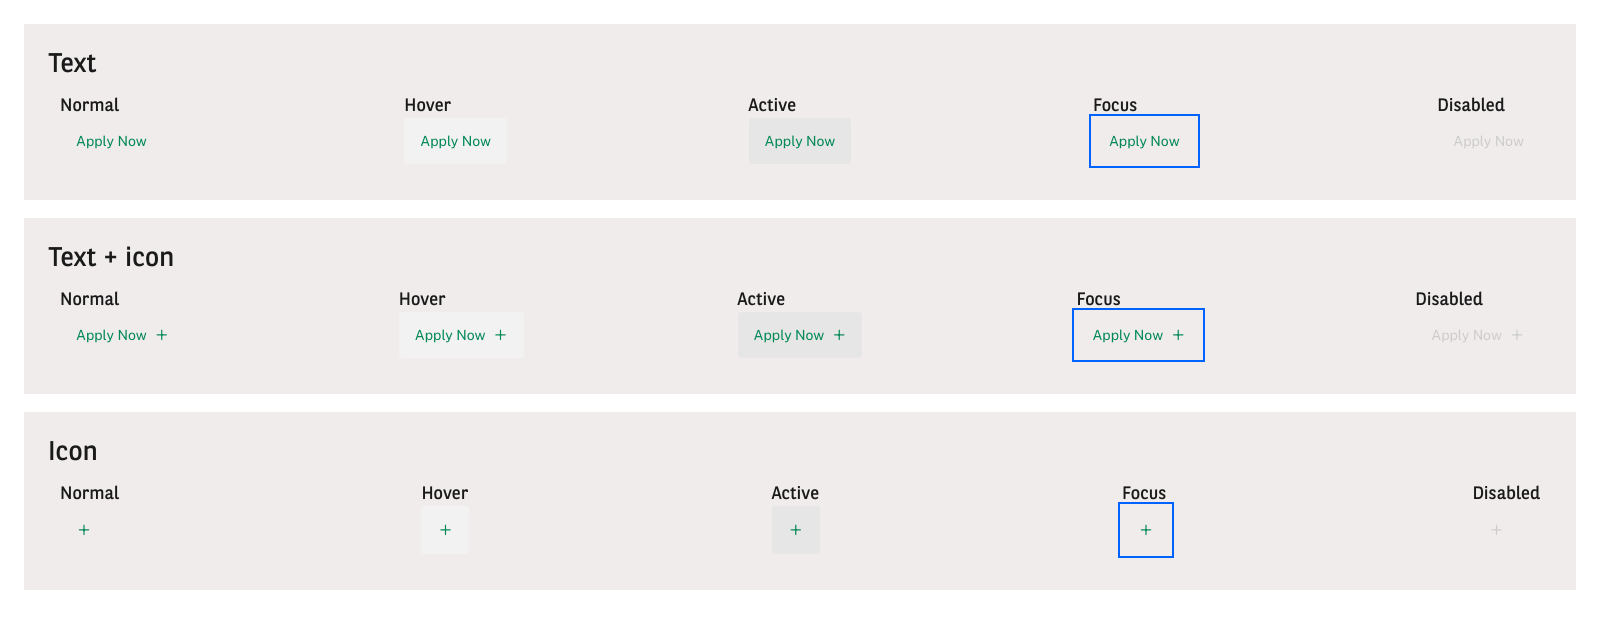 Text
Normal Hover Active Focus Disabled
Apply Now Apply Now Apply Now Apply Now Apply Now
Text + icon
Normal Hover Active Focus Disabled
Apply Now + Apply Now + Apply Now + Apply Now + Apply Now +
Icon
Normal Hover Active Focus Disabled
+ + + + +